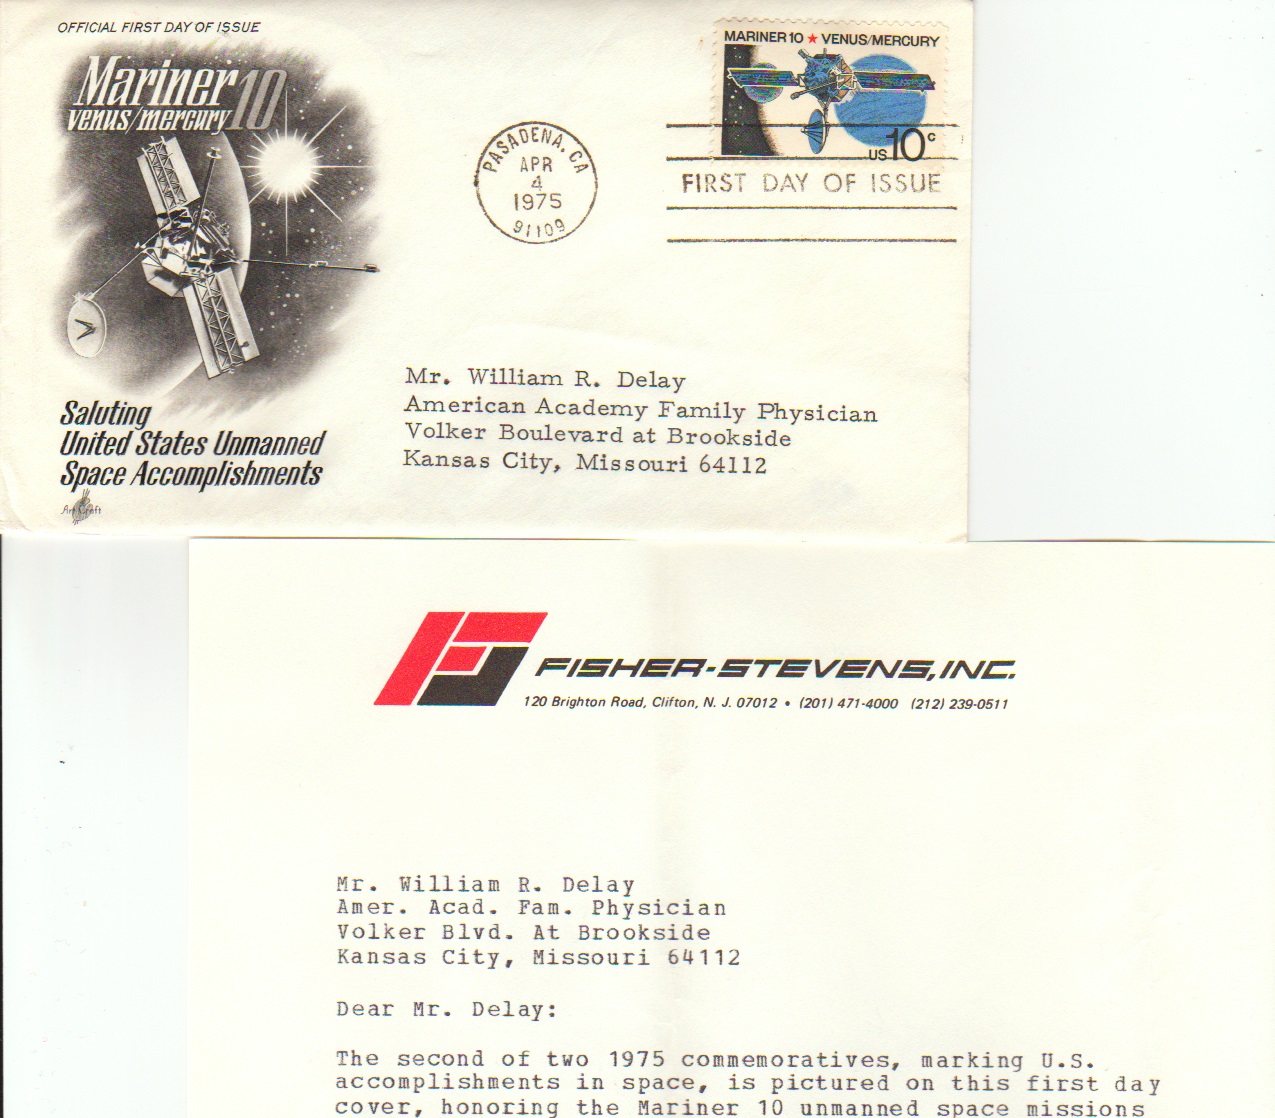 OFFICIAL FIRST DAY OF ISSUE
Mariner 10
venus/mercury
MARINER 10 ★ VENUS/MERCURY
US 10c
PASADENA, CA
APR
4
1975
91109
FIRST DAY OF ISSUE
Saluting
United States Unmanned
Space Accomplishments
Art Craft
Mr. William R. Delay
American Academy Family Physician
Volker Boulevard at Brookside
Kansas City, Missouri 64112
FISHER-STEVENS, INC.
120 Brighton Road, Clifton, N. J. 07012 • (201) 471-4000 (212) 239-0511
Mr. William R. Delay
Amer. Acad. Fam. Physician
Volker Blvd. At Brookside
Kansas City, Missouri 64112
Dear Mr. Delay:
The second of two 1975 commemoratives, marking U.S.
accomplishments in space, is pictured on this first day
cover, honoring the Mariner 10 unmanned space missions